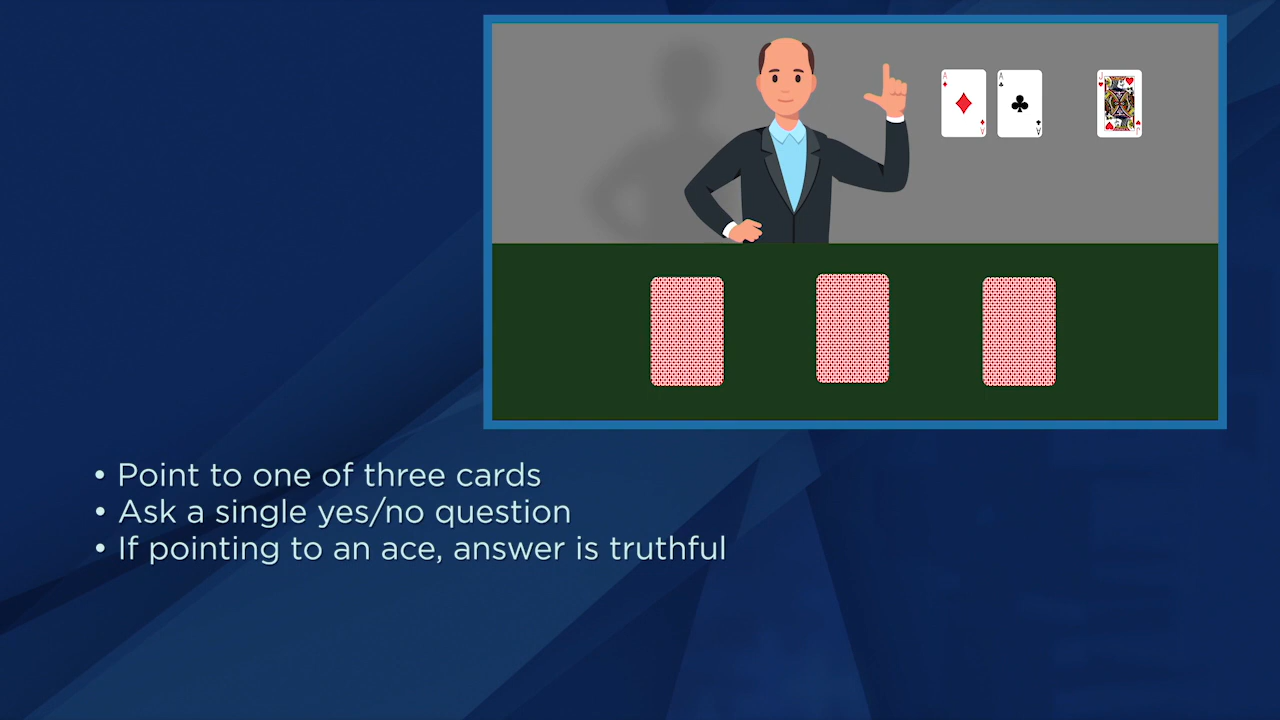 A
A
A
A
J
J
• Point to one of three cards
• Ask a single yes/no question
• If pointing to an ace, answer is truthful